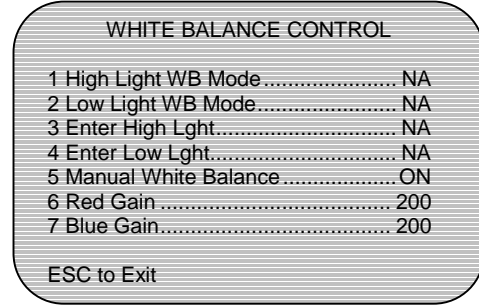 WHITE BALANCE CONTROL
1 High Light WB Mode....................... NA
2 Low Light WB Mode........................ NA
3 Enter High Lght............................... NA
4 Enter Low Lght................................ NA
5 Manual White Balance....................ON
6 Red Gain ........................................ 200
7 Blue Gain........................................ 200
ESC to Exit